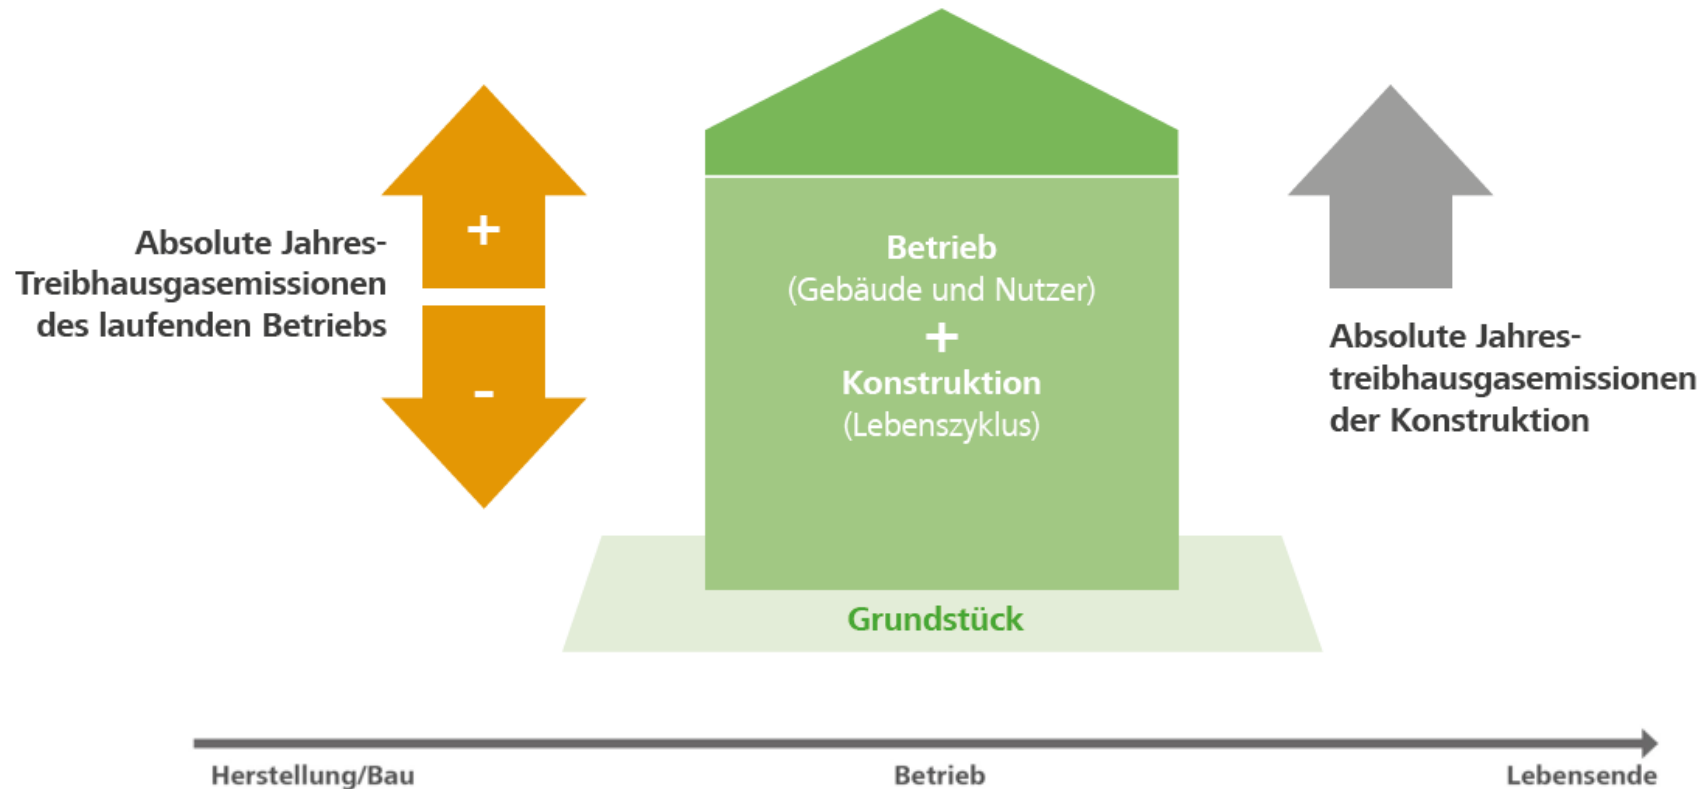 Absolute Jahres-
Treibhausgasemissionen
des laufenden Betriebs
+
-
Betrieb
(Gebäude und Nutzer)
+
Konstruktion
(Lebenszyklus)
Absolute Jahres-
treibhausgasemissionen
der Konstruktion
Grundstück
Herstellung/Bau
Betrieb
Lebensende